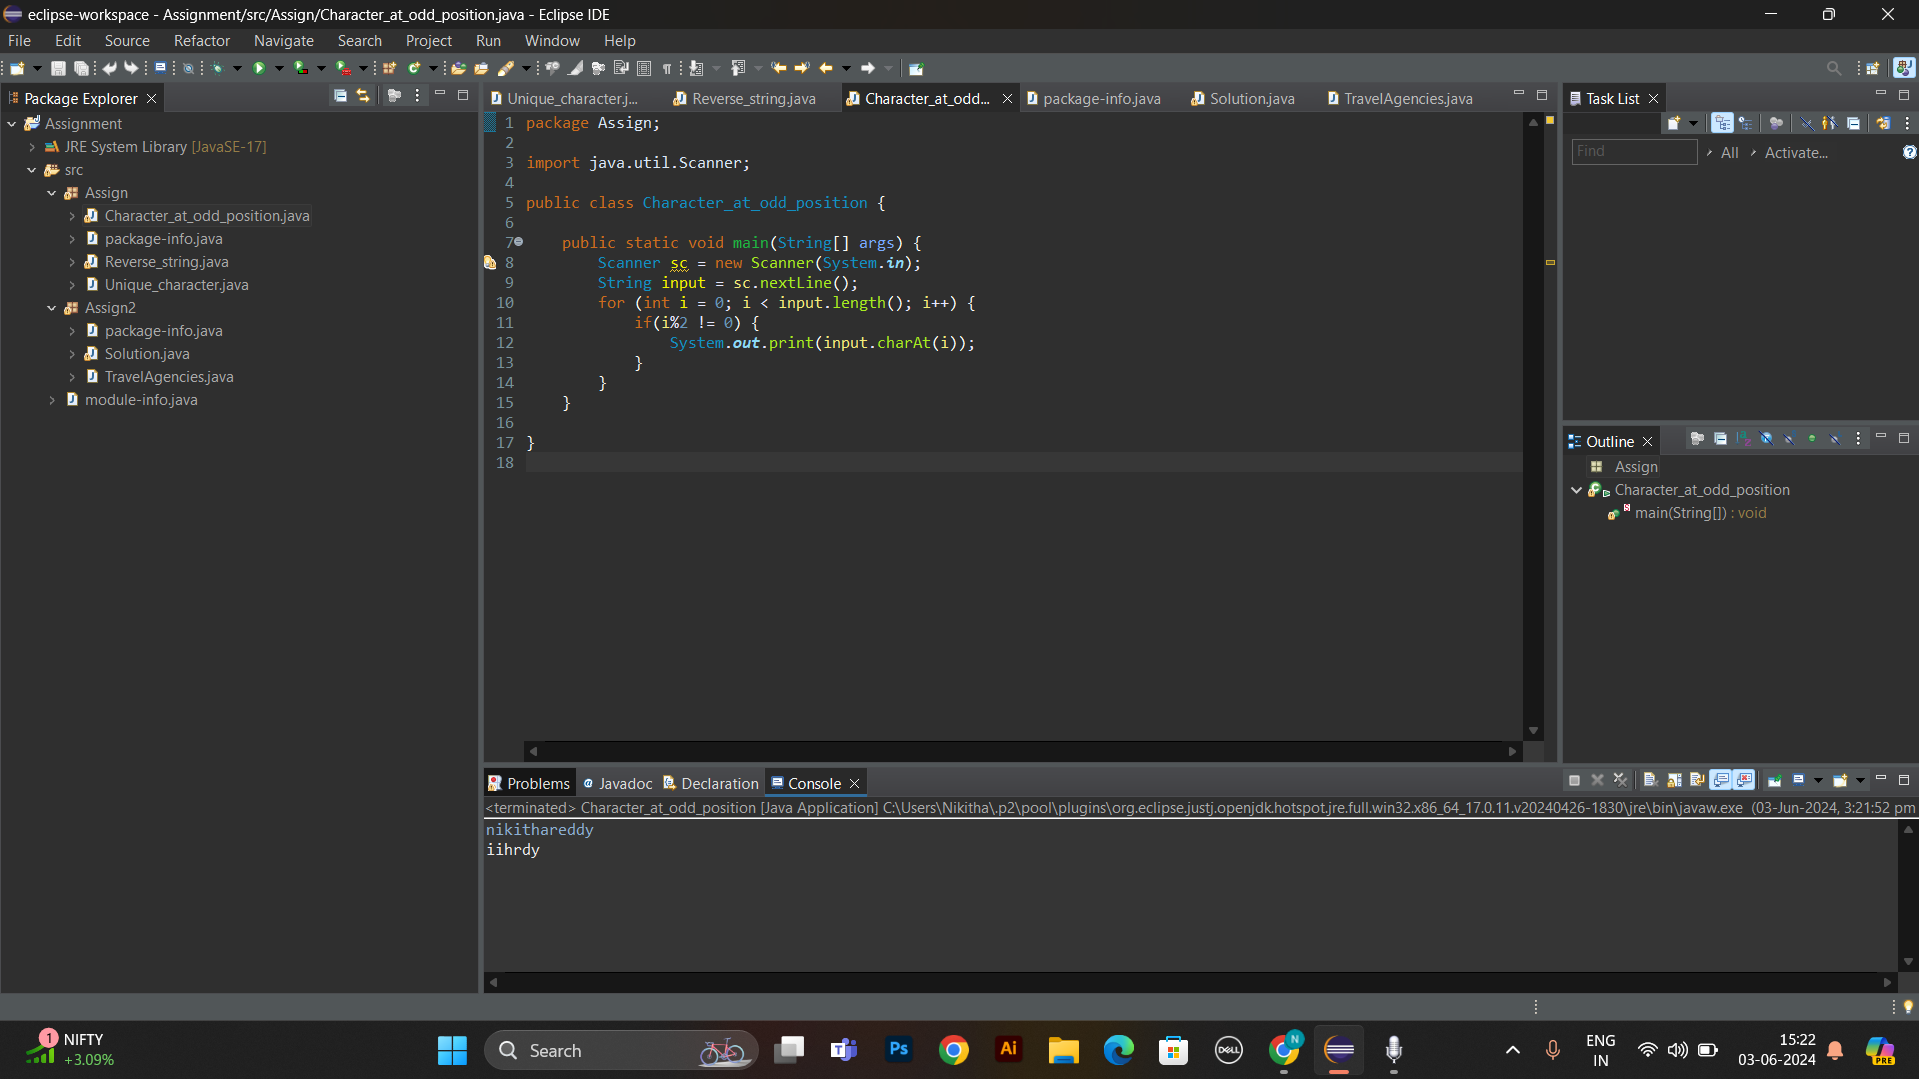 eclipse-workspace - Assignment/src/Assign/Character_at_odd_position.java - Eclipse IDE
File Edit Source Refactor Navigate Search Project Run Window Help
Package Explorer
Assignment
JRE System Library [JavaSE-17]
src
Assign
Character_at_odd_position.java
package-info.java
Reverse_string.java
Unique_character.java
Assign2
package-info.java
Solution.java
TravelAgencies.java
module-info.java
Unique_character.j... Reverse_string.java Character_at_odd... package-info.java Solution.java TravelAgencies.java
1 package Assign;
2
3 import java.util.Scanner;
4
5 public class Character_at_odd_position {
6
7 public static void main(String[] args) {
8 Scanner sc = new Scanner(System.in);
9 String input = sc.nextLine();
10 for (int i = 0; i < input.length(); i++) {
11 if(i%2 != 0) {
12 System.out.print(input.charAt(i));
13 }
14 }
15 }
16
17 }
18
Task List
Find All Activate...
Outline
Assign
Character_at_odd_position
main(String[]) : void
Problems Javadoc Declaration Console
<terminated> Character_at_odd_position [Java Application] C:\Users\Nikitha\.p2\pool\plugins\org.eclipse.justj.openjdk.hotspot.jre.full.win32.x86_64_17.0.11.v20240426-1830\jre\bin\javaw.exe (03-Jun-2024, 3:21:52 pm
nikithareddy
iihrdy
1
NIFTY
+3.09%
Search
Ps
Ai
DELL
N
ENG
IN
15:22
03-06-2024
PRE